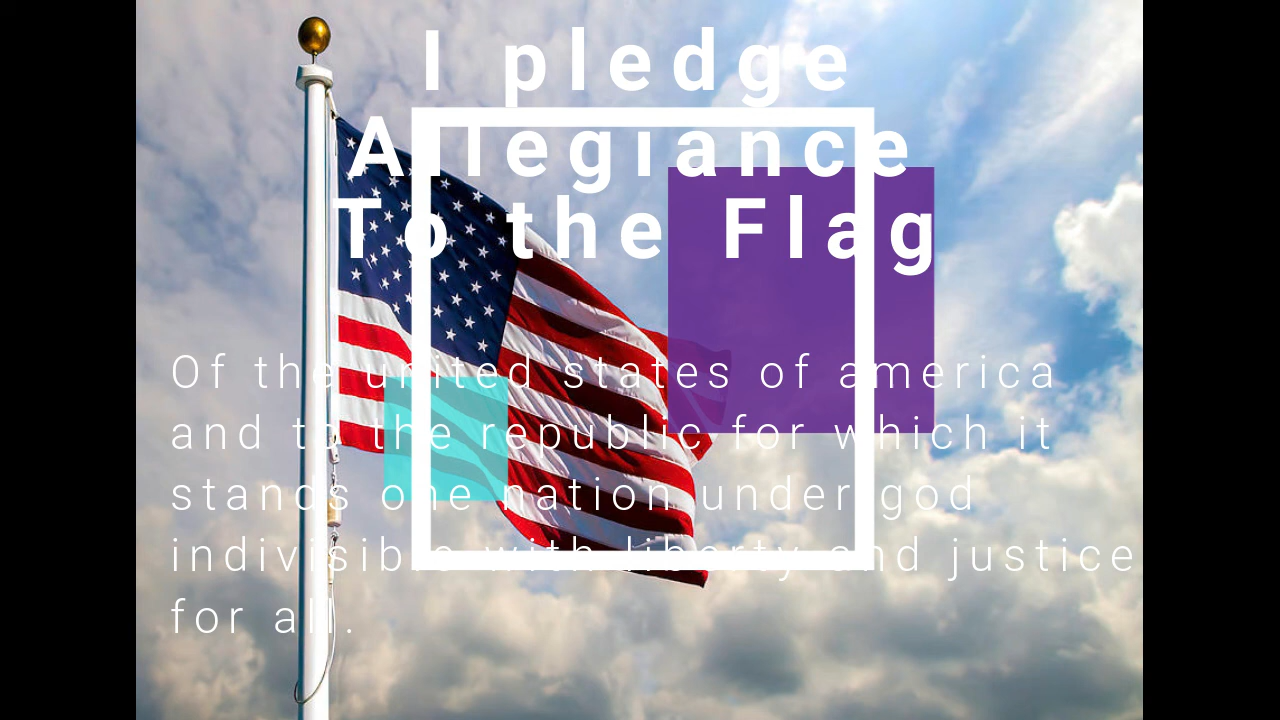 I pledge
Allegiance
To the Flag
Of the united states of america
and to the republic for which it
stands one nation under god
indivisible with liberty and justice
for all.